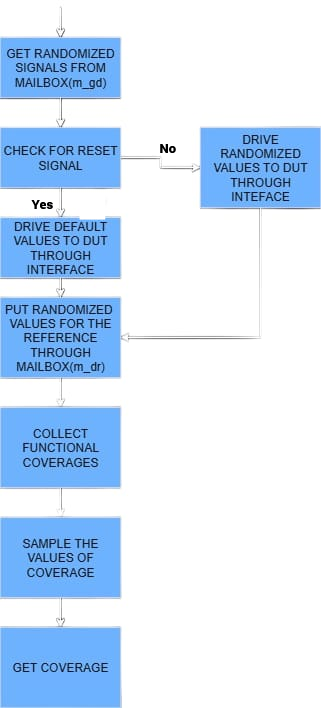 GET RANDOMIZED
SIGNALS FROM
MAILBOX(m_gd)
CHECK FOR RESET
SIGNAL
No
DRIVE
RANDOMIZED
VALUES TO DUT
THROUGH
INTEFACE
Yes
DRIVE DEFAULT
VALUES TO DUT
THROUGH
INTERFACE
PUT RANDOMIZED
VALUES FOR THE
REFERENCE
THROUGH
MAILBOX(m_dr)
COLLECT
FUNCTIONAL
COVERAGES
SAMPLE THE
VALUES OF
COVERAGE
GET COVERAGE